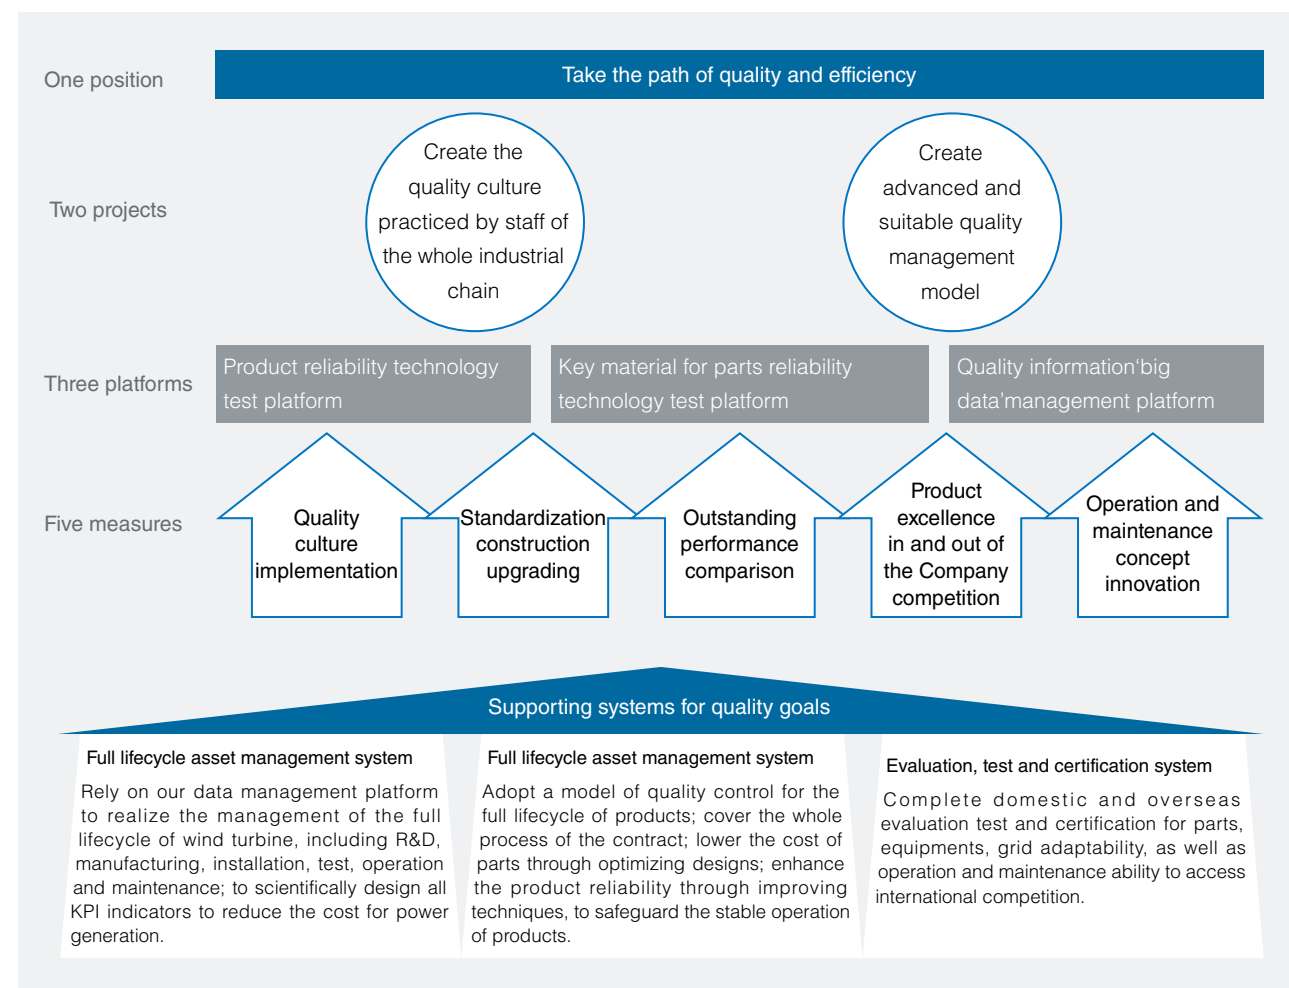 One position
Take the path of quality and efficiency
Two projects
Create the
quality culture
practiced by staff of
the whole industrial
chain
Create
advanced and
suitable quality
management
model
Three platforms
Product reliability technology
test platform
Key material for parts reliability
technology test platform
Quality information‘big
data’management platform
Five measures
Quality
culture
implementation
Standardization
construction
upgrading
Outstanding
performance
comparison
Product
excellence
in and out of
the Company
competition
Operation and
maintenance
concept
innovation
Supporting systems for quality goals
Full lifecycle asset management system
Rely on our data management platform
to realize the management of the full
lifecycle of wind turbine, including R&D,
manufacturing, installation, test, operation
and maintenance; to scientifically design all
KPI indicators to reduce the cost for power
generation.
Full lifecycle asset management system
Adopt a model of quality control for the
full lifecycle of products; cover the whole
process of the contract; lower the cost of
parts through optimizing designs; enhance
the product reliability through improving
techniques, to safeguard the stable operation
of products.
Evaluation, test and certification system
Complete domestic and overseas
evaluation test and certification for parts,
equipments, grid adaptability, as well as
operation and maintenance ability to access
international competition.